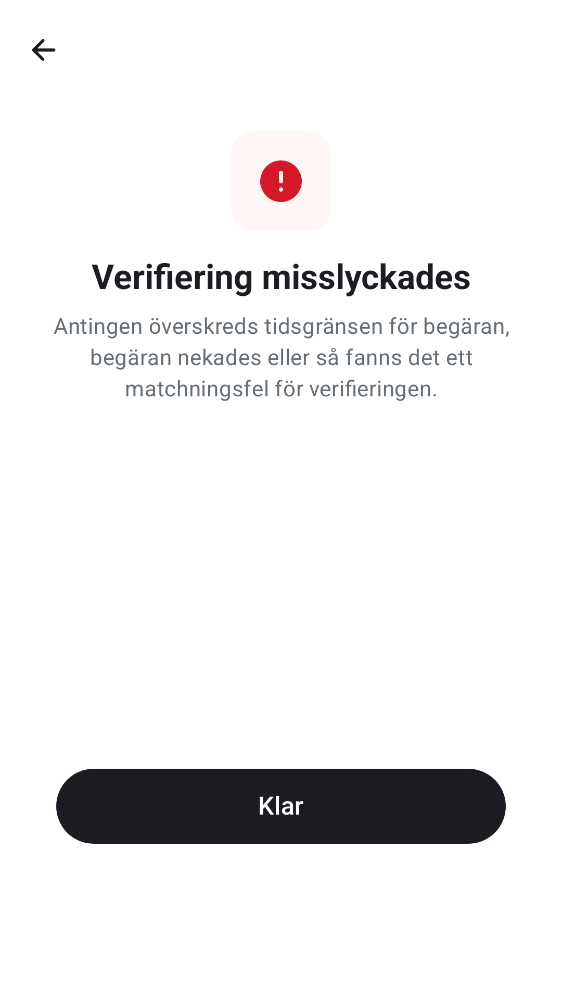 Verifiering misslyckades
Antingen överskreds tidsgränsen för begäran,
begäran nekades eller så fanns det ett
matchningsfel för verifieringen.
Klar